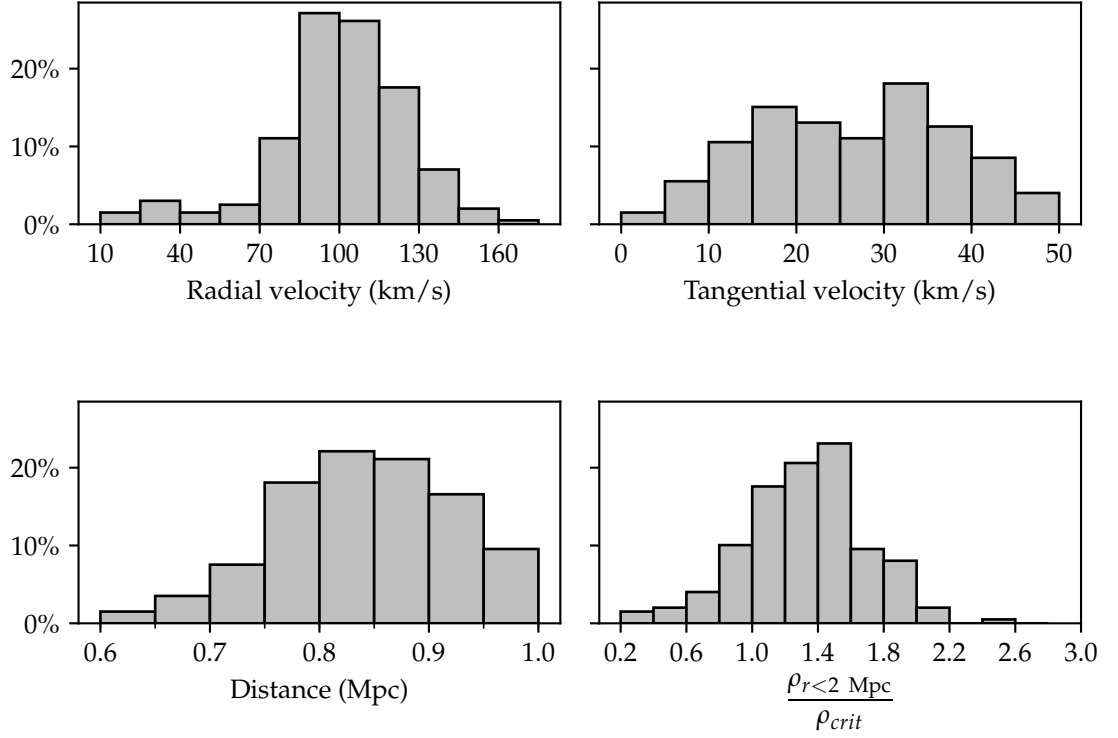 20%
10%
0%
10 40 70 100 130 160
Radial velocity (km/s)
0 10 20 30 40 50
Tangential velocity (km/s)
20%
10%
0%
0.6 0.7 0.8 0.9 1.0
Distance (Mpc)
0.2 0.6 1.0 1.4 1.8 2.2 2.6 3.0
ρr<2 Mpc
ρcrit